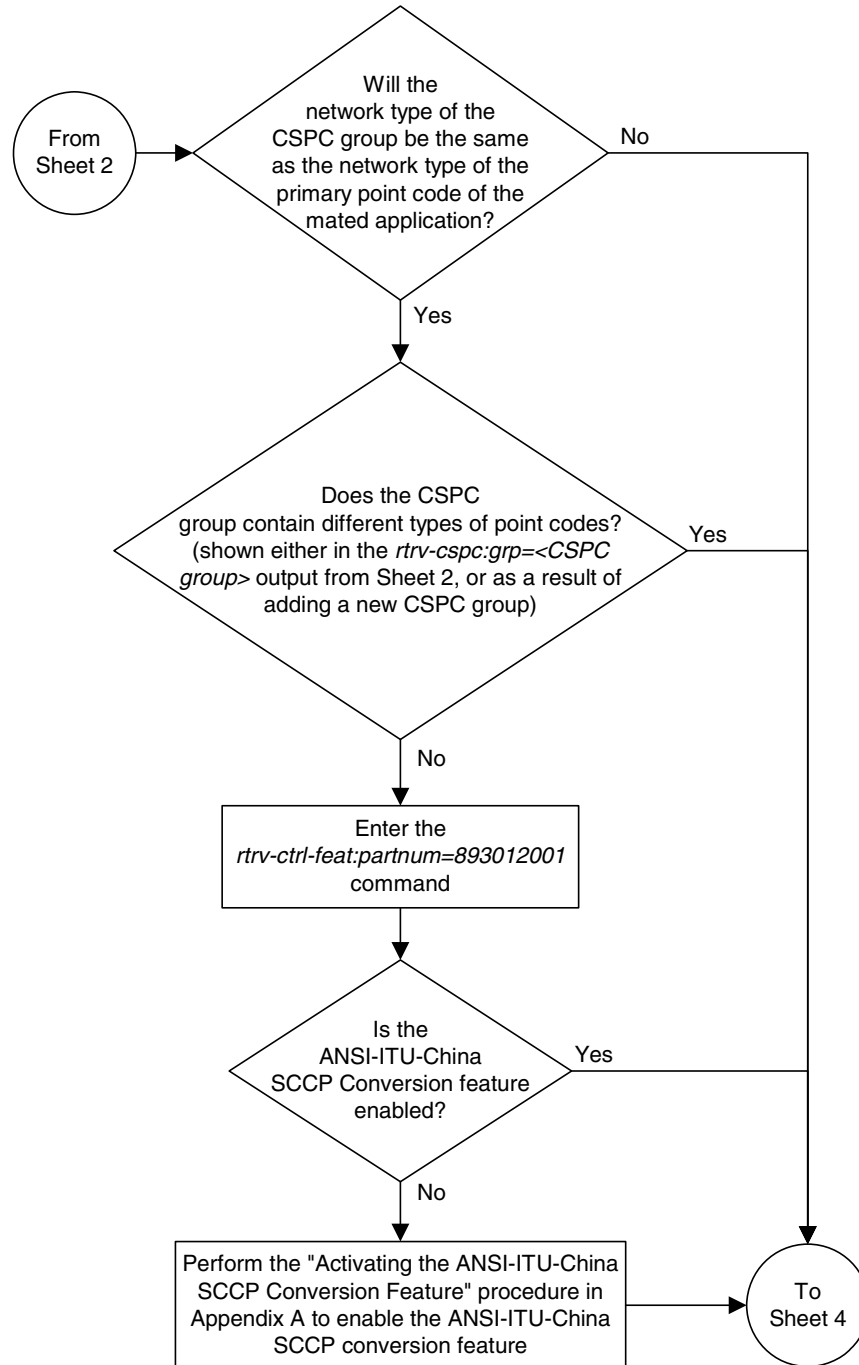 From
Sheet 2
Will the
network type of the
CSPC group be the same
as the network type of the
primary point code of the
mated application?
No
Yes
Does the CSPC
group contain different types of point codes?
(shown either in the rtrv-cspc:grp=<CSPC
group> output from Sheet 2, or as a result of
adding a new CSPC group)
Yes
No
Enter the
rtrv-ctrl-feat:partnum=893012001
command
Is the
ANSI-ITU-China
SCCP Conversion feature
enabled?
Yes
No
Perform the "Activating the ANSI-ITU-China
SCCP Conversion Feature" procedure in
Appendix A to enable the ANSI-ITU-China
SCCP conversion feature
To
Sheet 4